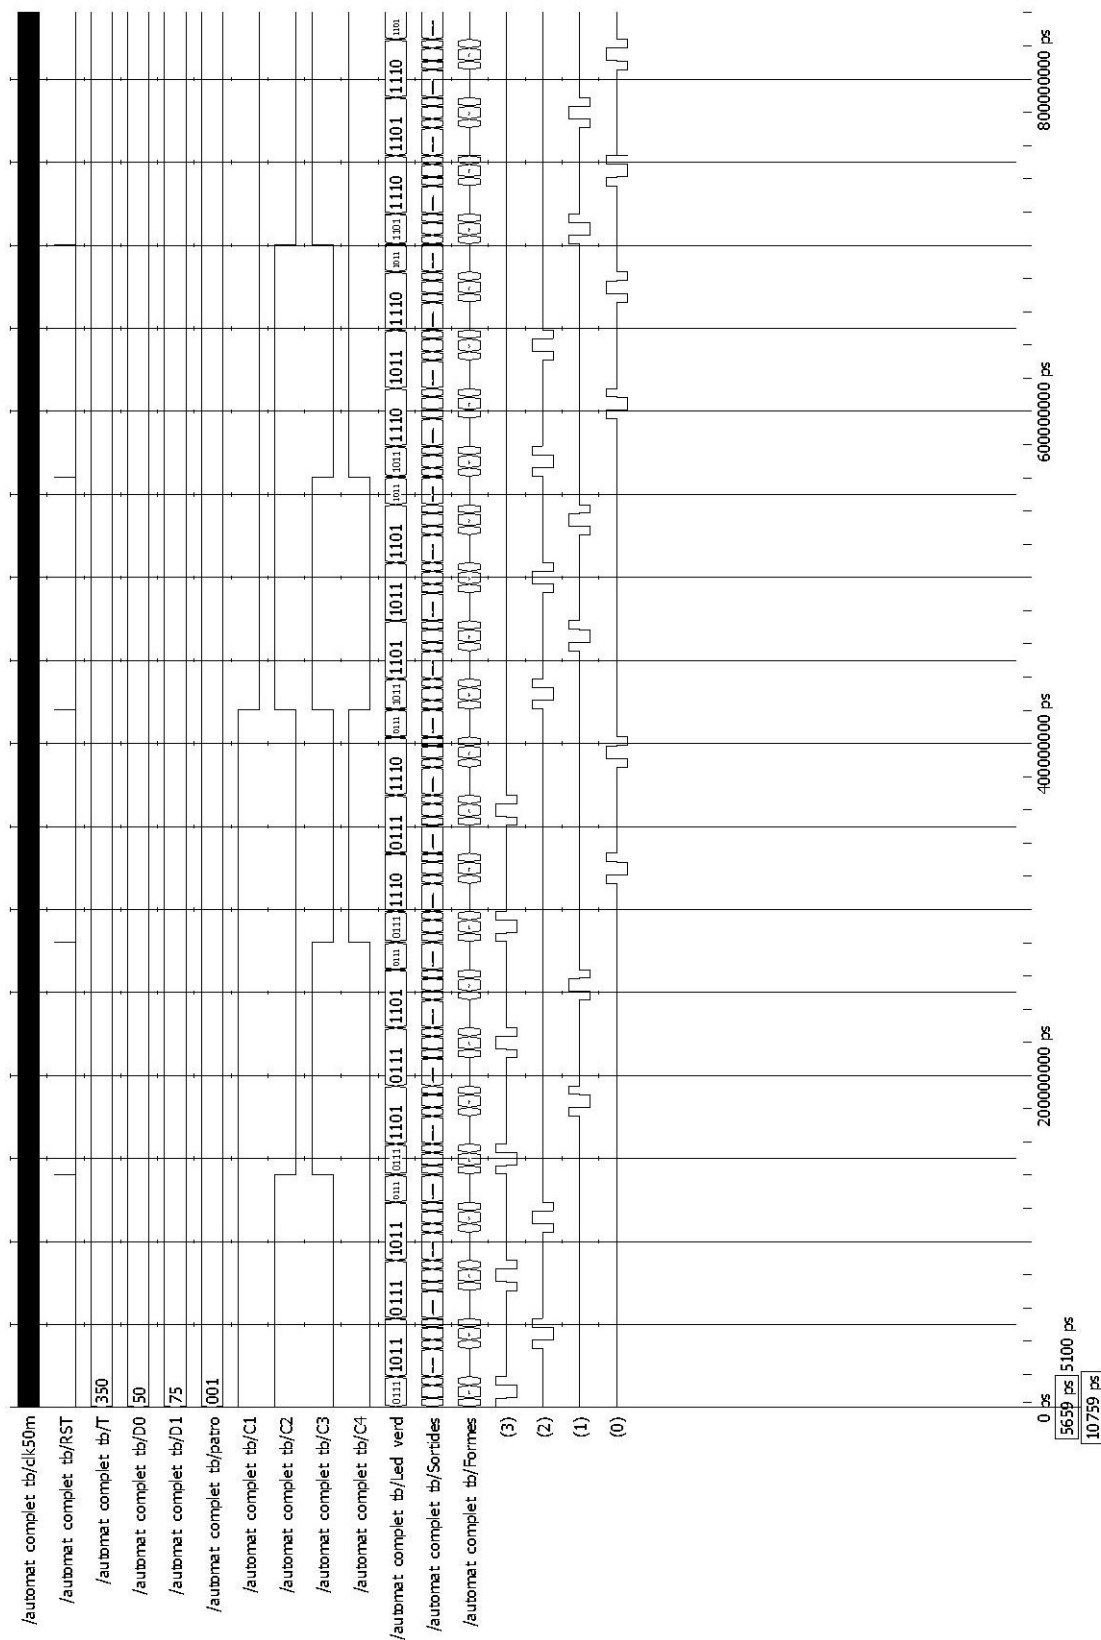 /automat complet tb/clk50m
/automat complet tb/RST
/automat complet tb/T 350
/automat complet tb/D0 50
/automat complet tb/D1 75
/automat complet tb/patro 001
/automat complet tb/C1
/automat complet tb/C2
/automat complet tb/C3
/automat complet tb/C4
/automat complet tb/Led verd 0111 1011 0111 1011 0111 0111 1101 0111 1101 0111 0111 1110 0111 1110 0111 1011 1101 1011 1101 1011 1011 1110 1011 1110 1011 1101 1110 1101 1110 1101
/automat complet tb/Sortides
/automat complet tb/Formes
(3)
(2)
(1)
(0)
0 ps 200000000 ps 400000000 ps 600000000 ps 800000000 ps
5659 ps 5100 ps
10759 ps